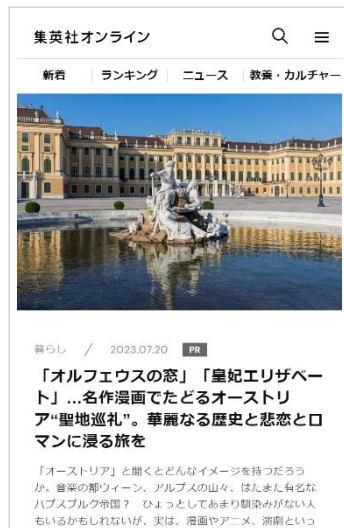 集英社オンライン
新着 ランキング ニュース 教養・カルチャー
暮らし / 2023.07.20 PR
「オルフェウスの窓」「皇妃エリザベー
ト」…名作漫画でたどるオーストリ
ア“聖地巡礼”。華麗なる歴史と悲恋とロ
マンに浸る旅を
「オーストリア」と聞くとどんなイメージを持つだろう
か。音楽の都ウィーン、アルプスの山々、はたまた有名な
ハプスブルク帝国？ ひょっとしてあまり馴染みがない人
もいるかもしれないが、実は、漫画やアニメ、演劇といっ